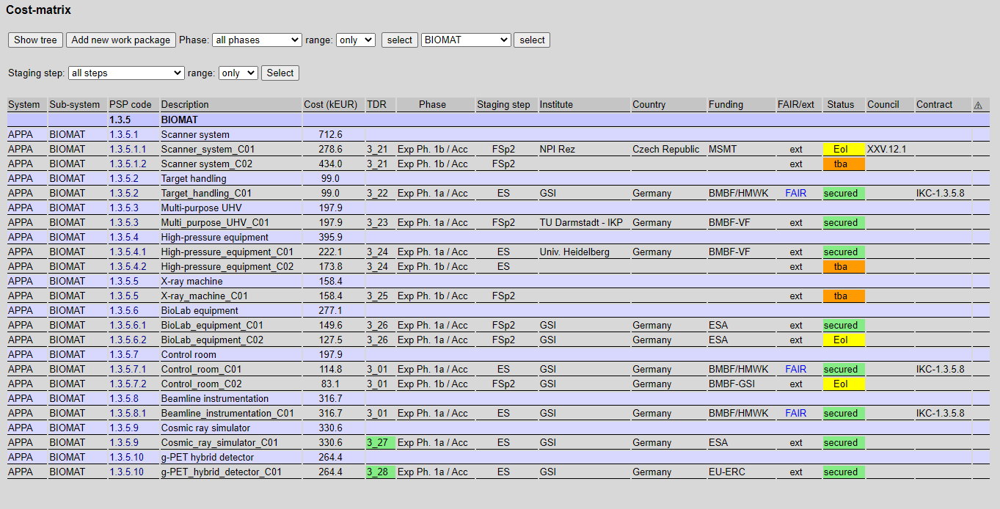 Cost-matrix
Show tree Add new work package Phase: all phases range: only select BIOMAT select
Staging step: all steps range: only Select
System Sub-system PSP code Description Cost (kEUR) TDR Phase Staging step Institute Country Funding FAIR/ext Status Council Contract ⚠
1.3.5 BIOMAT
APPA BIOMAT 1.3.5.1 Scanner system 712.6
APPA BIOMAT 1.3.5.1.1 Scanner_system_C01 278.6 3_21 Exp Ph. 1b / Acc FSp2 NPI Rez Czech Republic MSMT ext EoI XXV.12.1
APPA BIOMAT 1.3.5.1.2 Scanner system_C02 434.0 3_21 Exp Ph. 1b / Acc FSp2 ext tba
APPA BIOMAT 1.3.5.2 Target handling 99.0
APPA BIOMAT 1.3.5.2 Target_handling_C01 99.0 3_22 Exp Ph. 1a / Acc ES GSI Germany BMBF/HMWK FAIR secured IKC-1.3.5.8
APPA BIOMAT 1.3.5.3 Multi-purpose UHV 197.9
APPA BIOMAT 1.3.5.3 Multi_purpose_UHV_C01 197.9 3_23 Exp Ph. 1a / Acc FSp2 TU Darmstadt - IKP Germany BMBF-VF ext secured
APPA BIOMAT 1.3.5.4 High-pressure equipment 395.9
APPA BIOMAT 1.3.5.4.1 High-pressure_equipment_C01 222.1 3_24 Exp Ph. 1a / Acc ES Univ. Heidelberg Germany BMBF-VF ext secured
APPA BIOMAT 1.3.5.4.2 High-pressure_equipment_C02 173.8 3_24 Exp Ph. 1b / Acc ES ext tba
APPA BIOMAT 1.3.5.5 X-ray machine 158.4
APPA BIOMAT 1.3.5.5 X-ray_machine_C01 158.4 3_25 Exp Ph. 1b / Acc FSp2 ext tba
APPA BIOMAT 1.3.5.6 BioLab equipment 277.1
APPA BIOMAT 1.3.5.6.1 BioLab_equipment_C01 149.6 3_26 Exp Ph. 1a / Acc FSp2 GSI Germany ESA ext secured
APPA BIOMAT 1.3.5.6.2 BioLab_equipment_C02 127.5 3_26 Exp Ph. 1a / Acc FSp2 GSI Germany ESA ext EoI
APPA BIOMAT 1.3.5.7 Control room 197.9
APPA BIOMAT 1.3.5.7.1 Control_room_C01 114.8 3_01 Exp Ph. 1a / Acc ES GSI Germany BMBF/HMWK FAIR secured IKC-1.3.5.8
APPA BIOMAT 1.3.5.7.2 Control_room_C02 83.1 3_01 Exp Ph. 1b / Acc FSp2 GSI Germany BMBF-GSI ext EoI
APPA BIOMAT 1.3.5.8 Beamline instrumentation 316.7
APPA BIOMAT 1.3.5.8.1 Beamline_instrumentation_C01 316.7 3_01 Exp Ph. 1a / Acc ES GSI Germany BMBF/HMWK FAIR secured IKC-1.3.5.8
APPA BIOMAT 1.3.5.9 Cosmic ray simulator 330.6
APPA BIOMAT 1.3.5.9 Cosmic_ray_simulator_C01 330.6 3_27 Exp Ph. 1a / Acc ES GSI Germany ESA ext secured
APPA BIOMAT 1.3.5.10 g-PET hybrid detector 264.4
APPA BIOMAT 1.3.5.10 g-PET_hybrid_detector_C01 264.4 3_28 Exp Ph. 1a / Acc ES GSI Germany EU-ERC ext secured